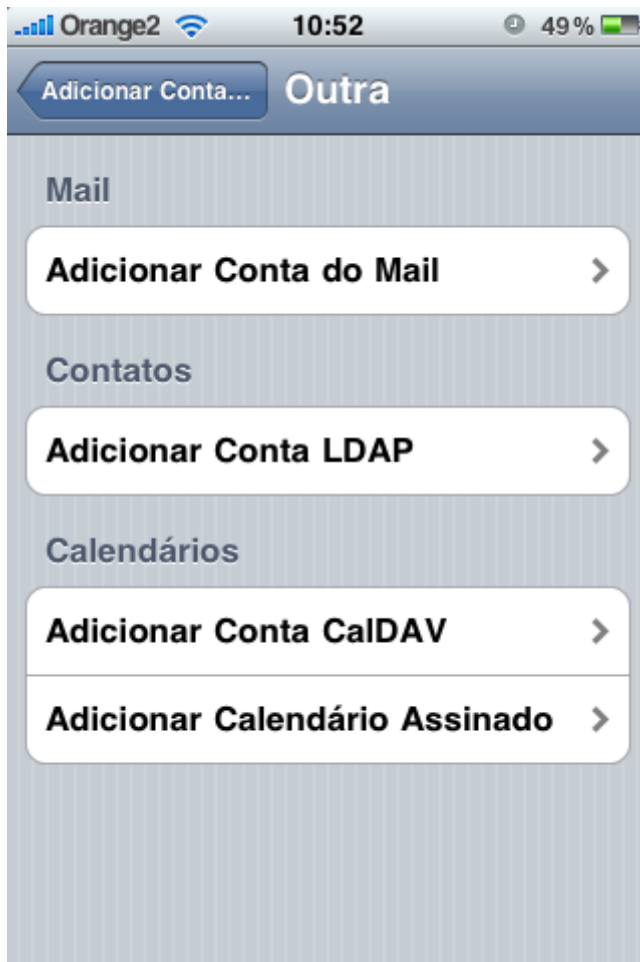 Orange2 10:52 49%
Adicionar Conta... Outra
Mail
Adicionar Conta do Mail
Contatos
Adicionar Conta LDAP
Calendários
Adicionar Conta CalDAV
Adicionar Calendário Assinado